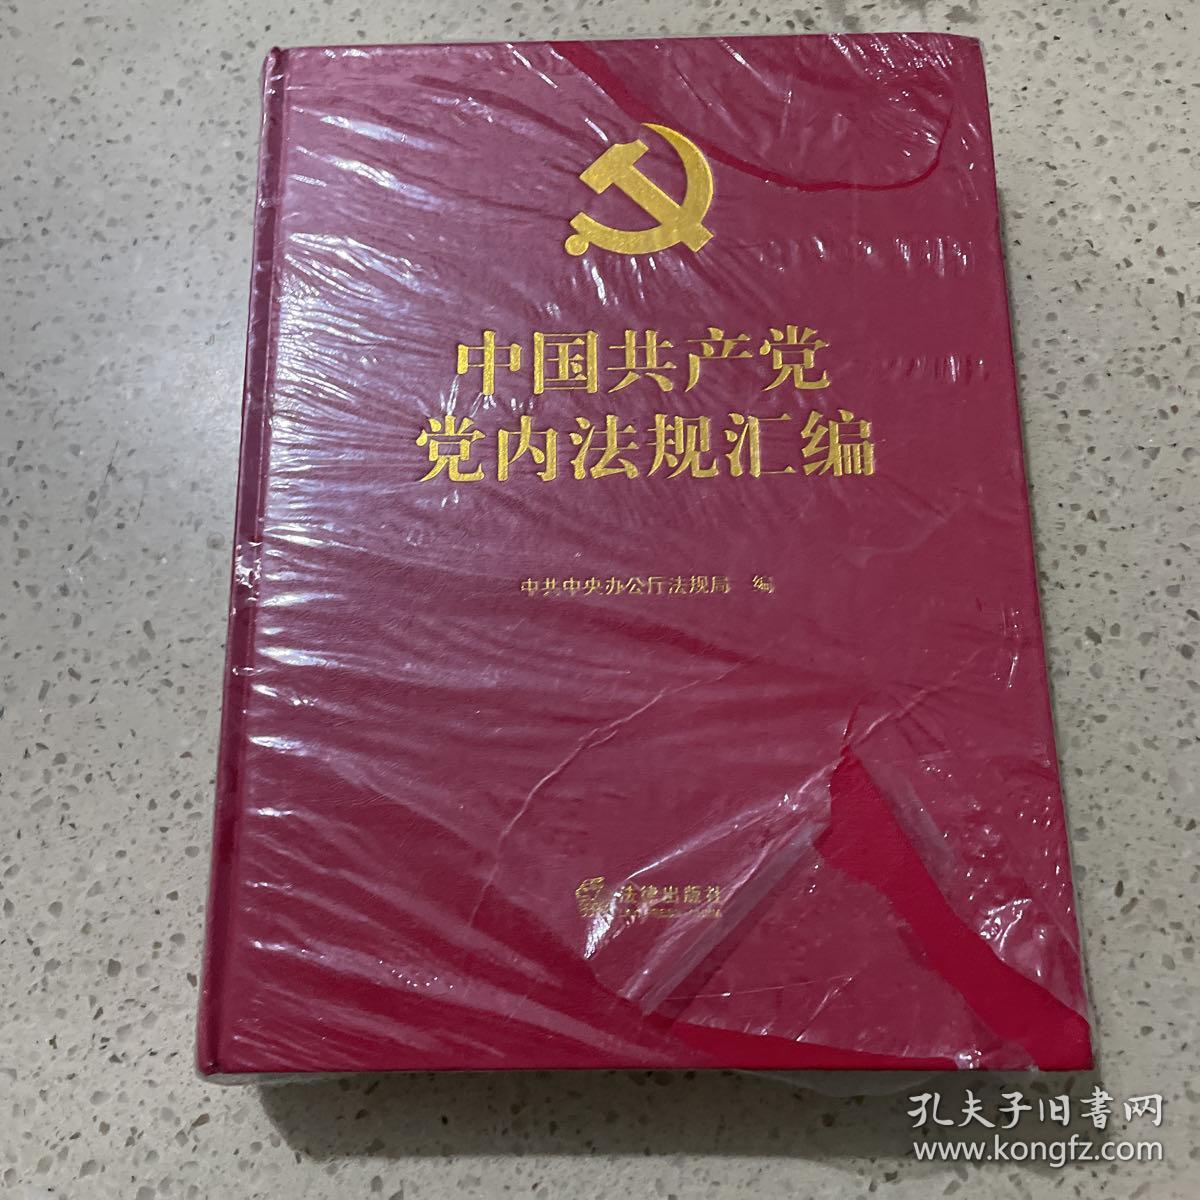 中国共产党
党内法规汇编
中共中央办公厅法规局 编
法律出版社
孔夫子旧书网
www.kongfz.com